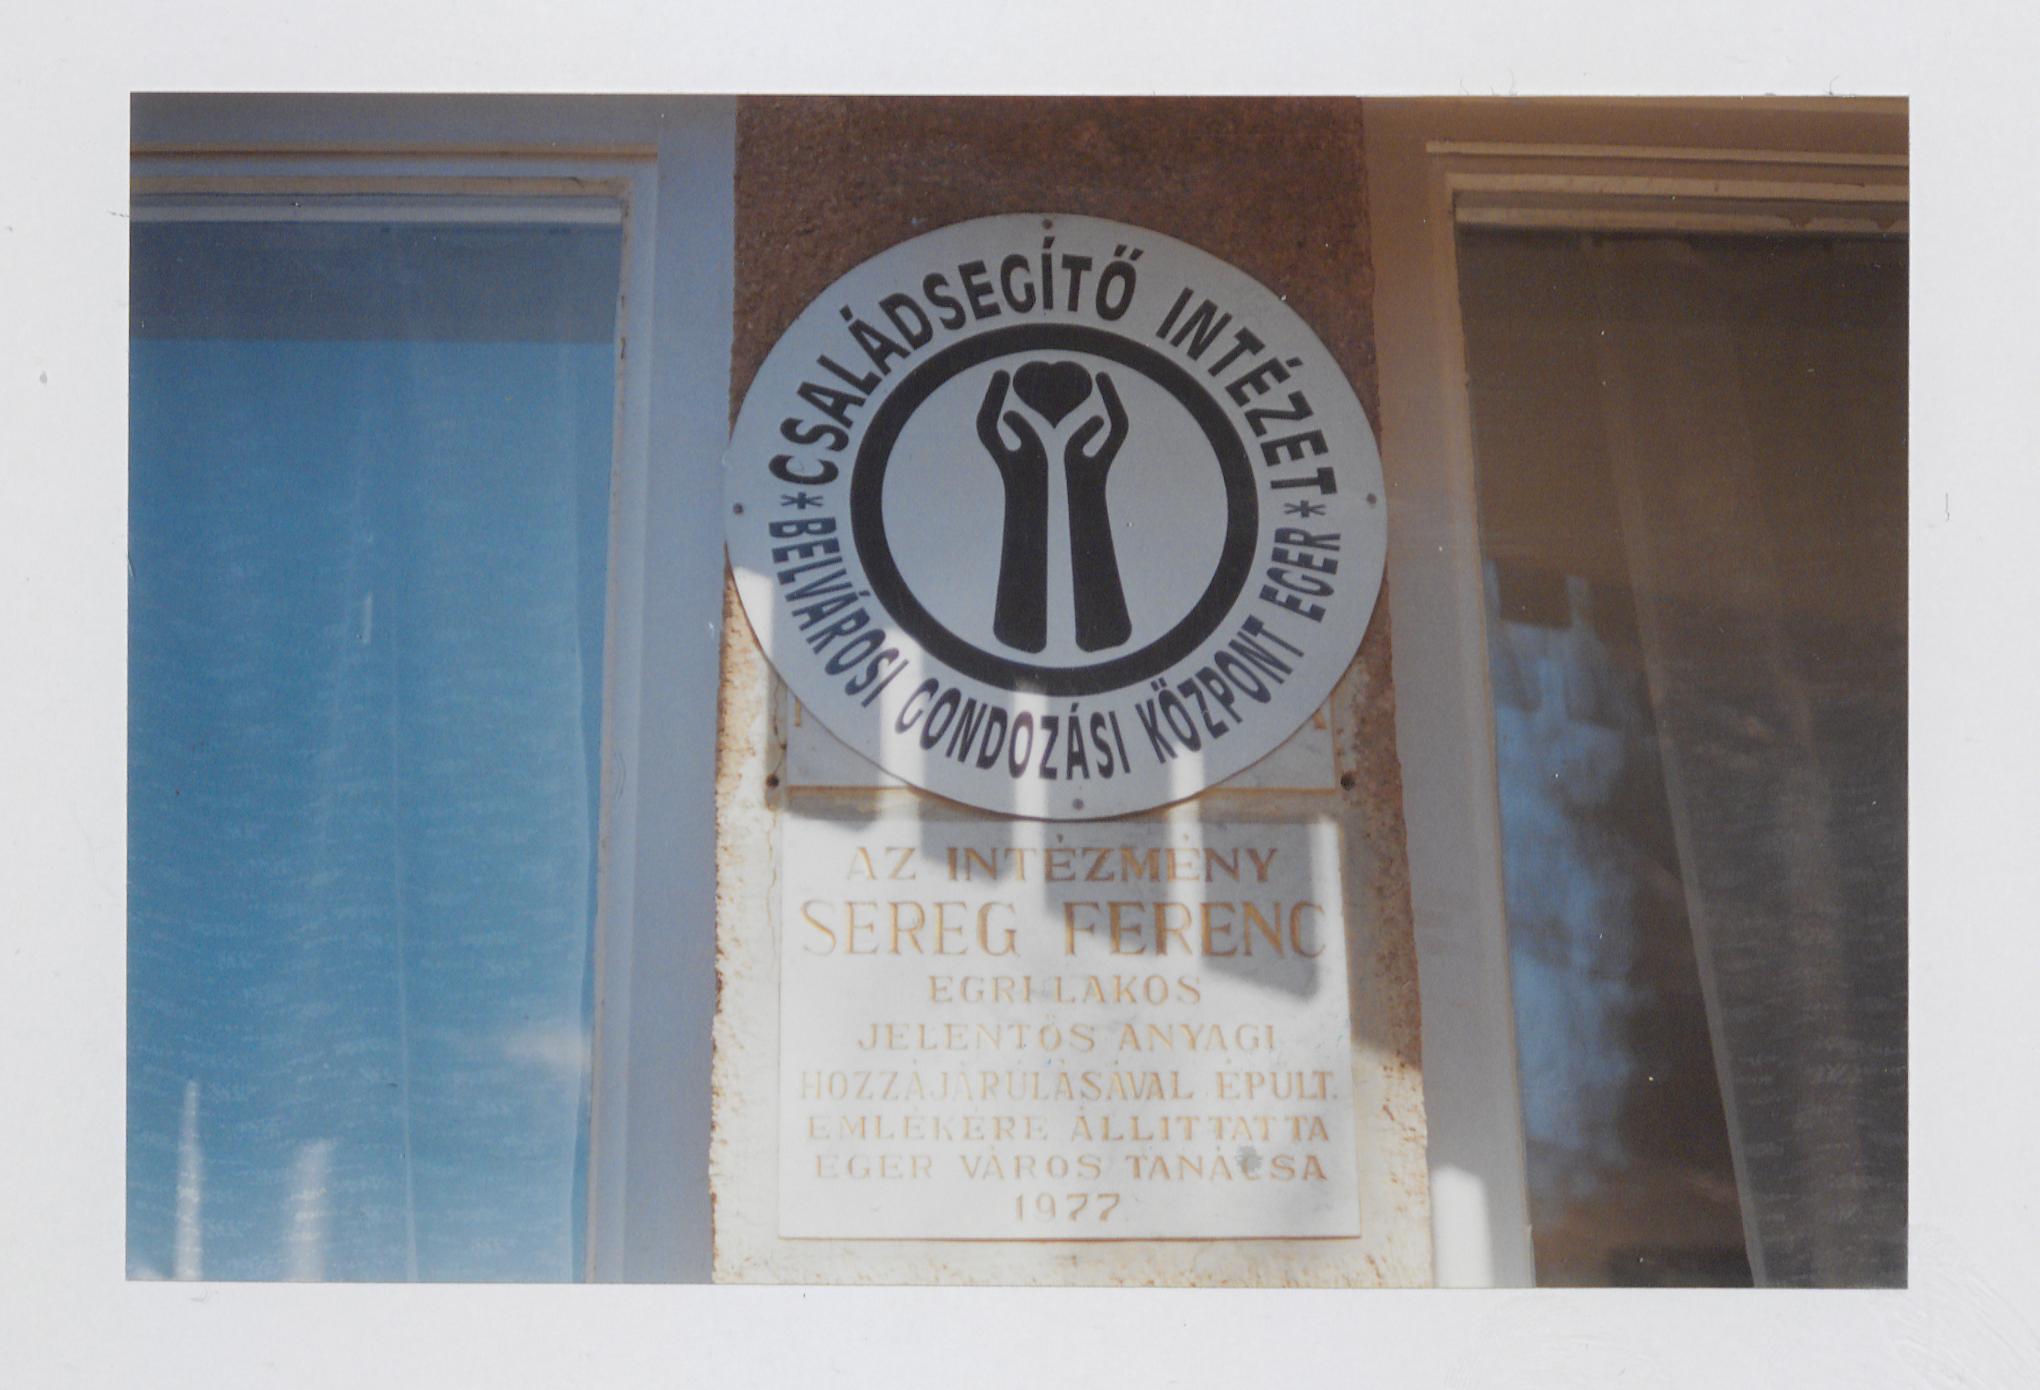 CSALÁDSEGÍTŐ INTÉZET
* BELVÁROSI GONDOZÁSI KÖZPONT EGER *
AZ INTÉZMÉNY
SEREG FERENC
EGRI LAKOS
JELENTŐS ANYAGI
HOZZÁJÁRULÁSÁVAL ÉPÜLT.
EMLÉKÉRE ÁLLITTATTA
EGER VÁROS TANÁCSA
1977